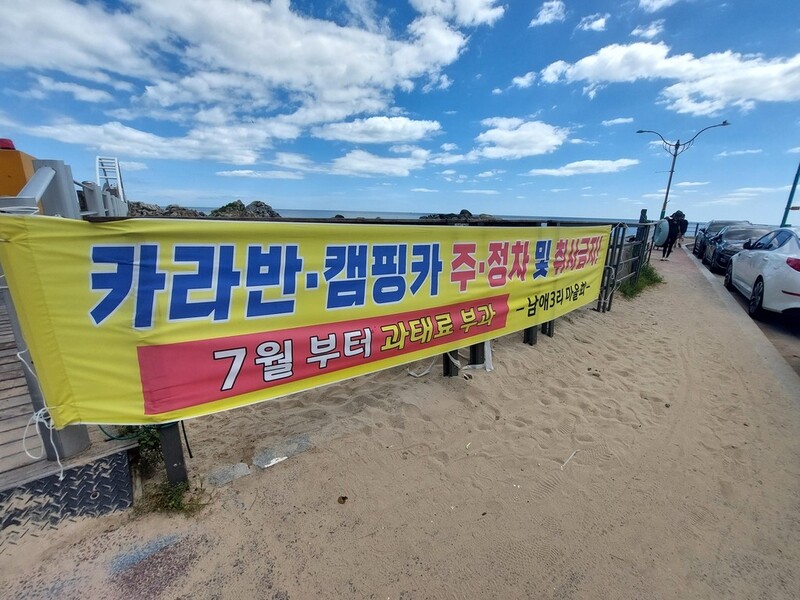 카라반·캠핑카 주·정차 및 취사금지!
7월 부터 과태료 부과 -남애3리 마을회-